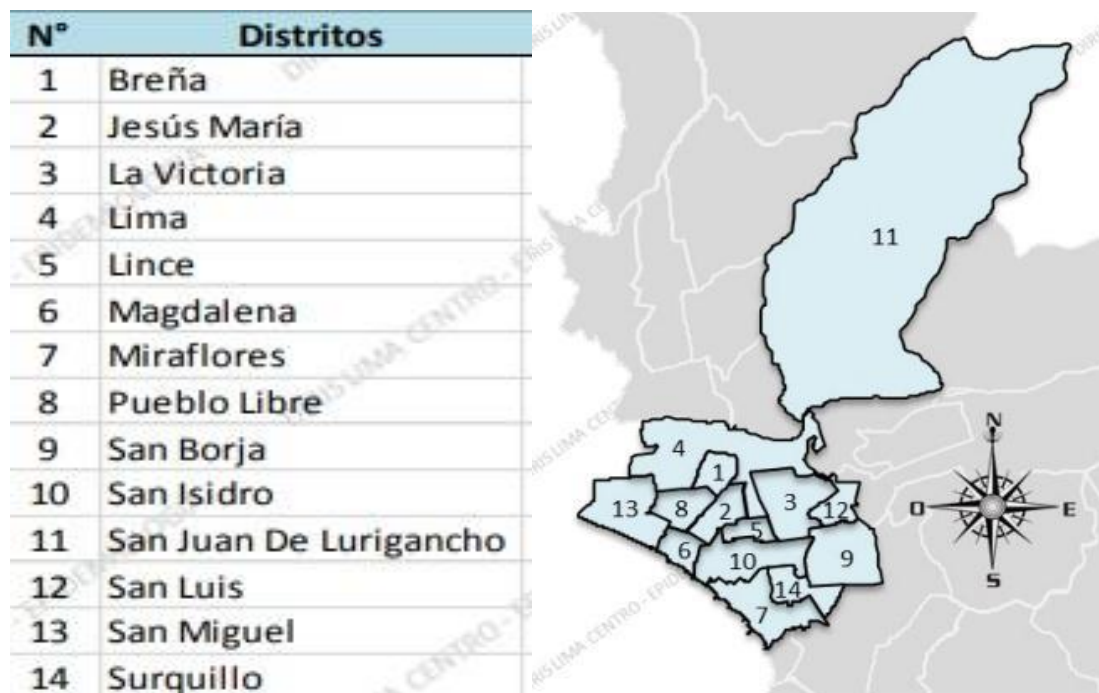 N° Distritos
1 Breña
2 Jesús María
3 La Victoria
4 Lima
5 Lince
6 Magdalena
7 Miraflores
8 Pueblo Libre
9 San Borja
10 San Isidro
11 San Juan De Lurigancho
12 San Luis
13 San Miguel
14 Surquillo
11
N
4
1
13
8
2
3
12
O
E
5
6
10
9
S
14
7